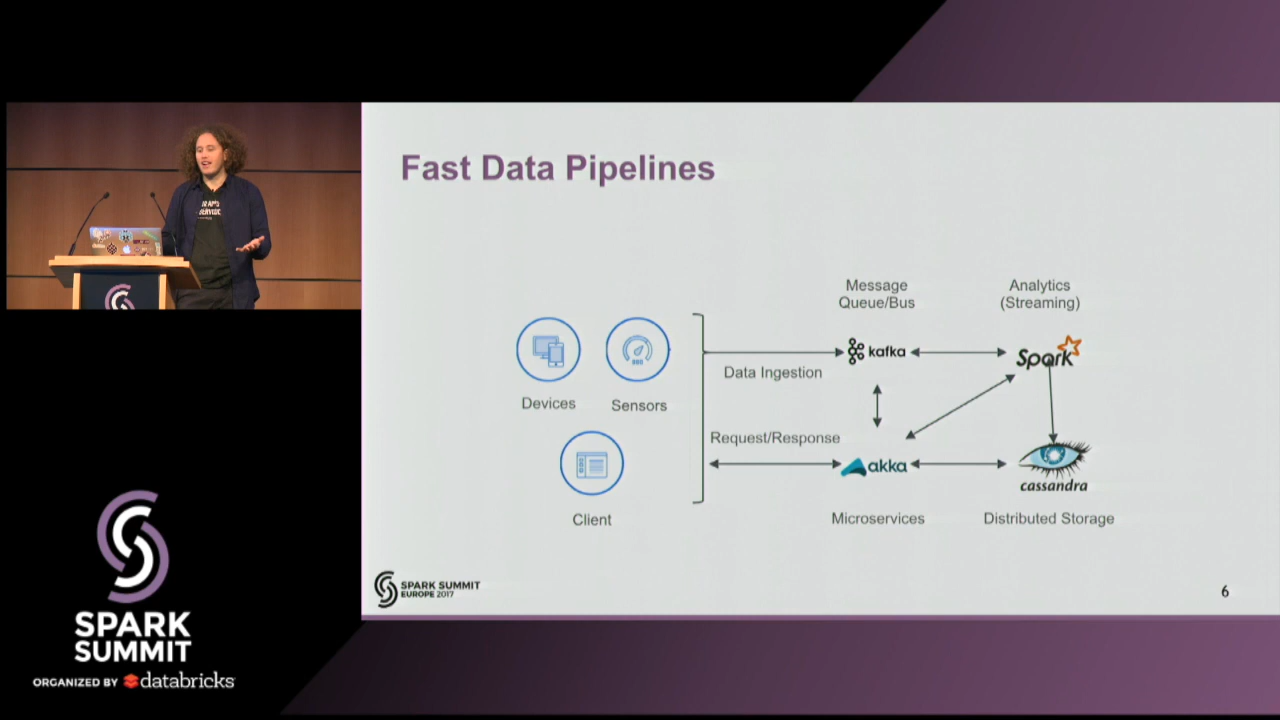 Fast Data Pipelines
Message
Queue/Bus
Analytics
(Streaming)
kafka
Spark
Data Ingestion
Devices
Sensors
Request/Response
akka
cassandra
Client
Microservices
Distributed Storage
SPARK SUMMIT
EUROPE 2017
6
SPARK
SUMMIT
ORGANIZED BY databricks